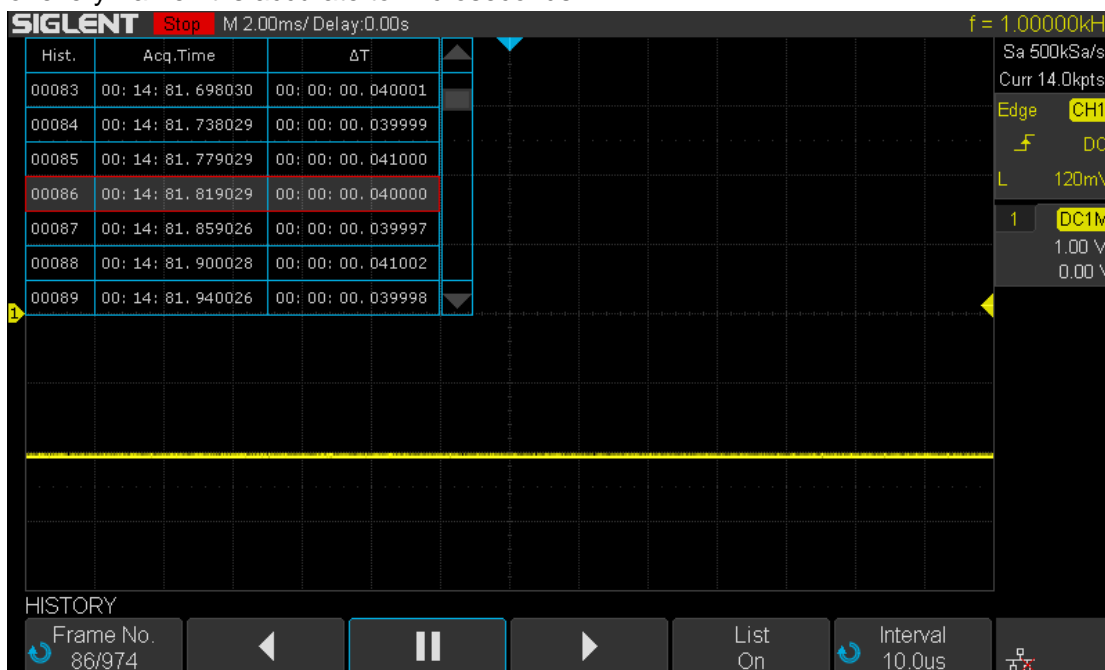 SIGLENT Stop M 2.00ms/ Delay:0.00s f = 1.00000kH
Hist. Acq.Time ΔT
00083 00: 14: 81. 698030 00: 00: 00. 040001
00084 00: 14: 81. 738029 00: 00: 00. 039999
00085 00: 14: 81. 779029 00: 00: 00. 041000
00086 00: 14: 81. 819029 00: 00: 00. 040000
00087 00: 14: 81. 859026 00: 00: 00. 039997
00088 00: 14: 81. 900028 00: 00: 00. 041002
00089 00: 14: 81. 940026 00: 00: 00. 039998
Sa 500kSa/s
Curr 14.0kpts
Edge CH1
DC
L 120mV
1 DC1M
1.00 V
0.00 V
1
HISTORY
Frame No.
86/974
List
On
Interval
10.0us